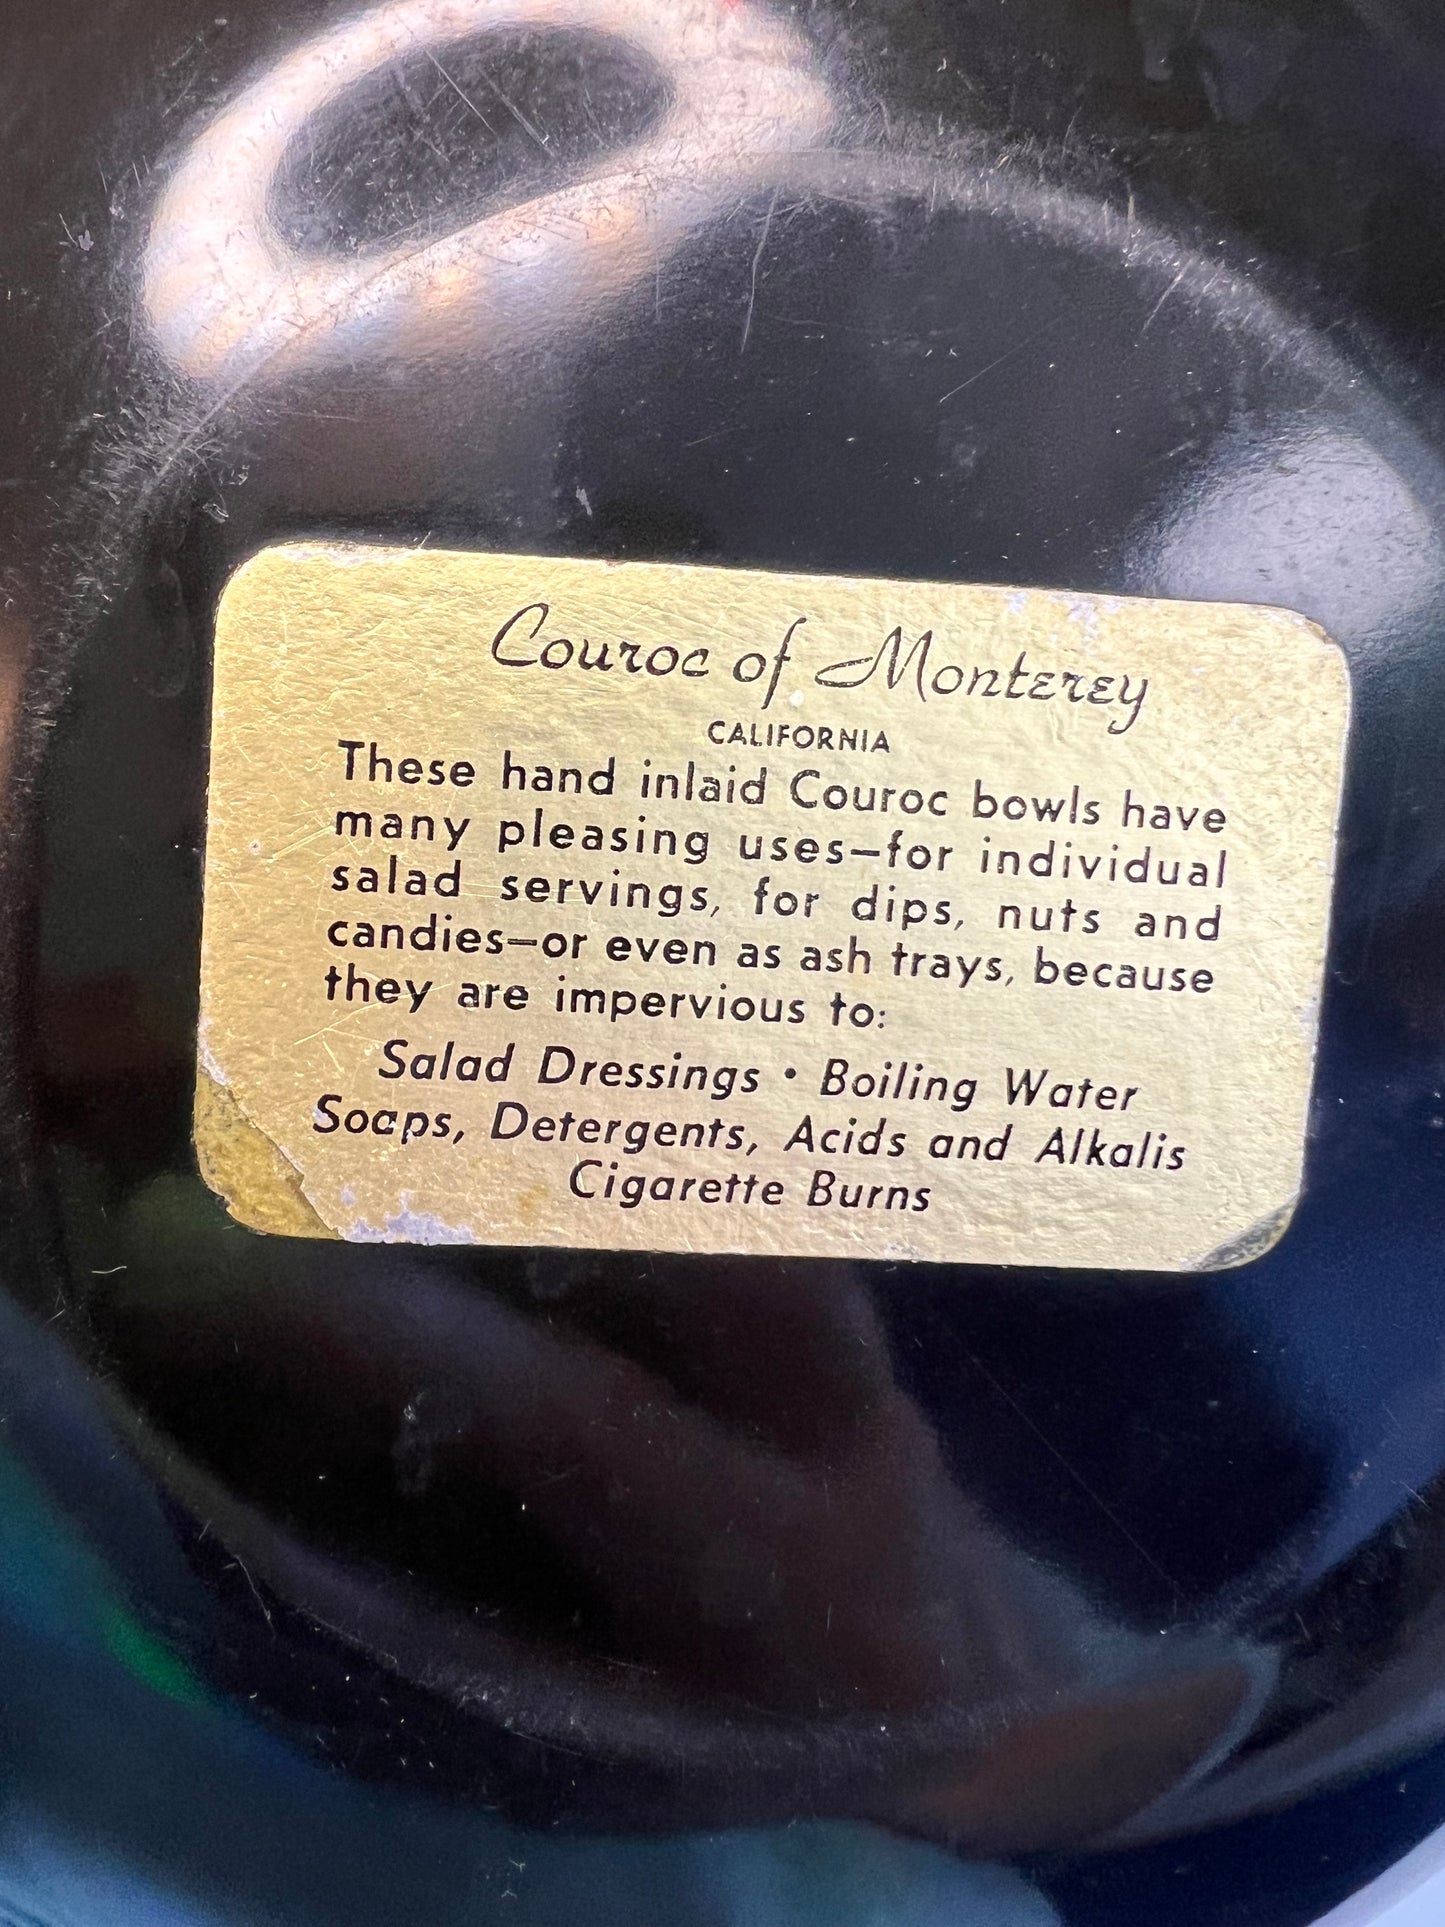 Couroc of Monterey
CALIFORNIA
These hand inlaid Couroc bowls have
many pleasing uses—for individual
salad servings, for dips, nuts and
candies—or even as ash trays, because
they are impervious to:
Salad Dressings • Boiling Water
Soaps, Detergents, Acids and Alkalis
Cigarette Burns